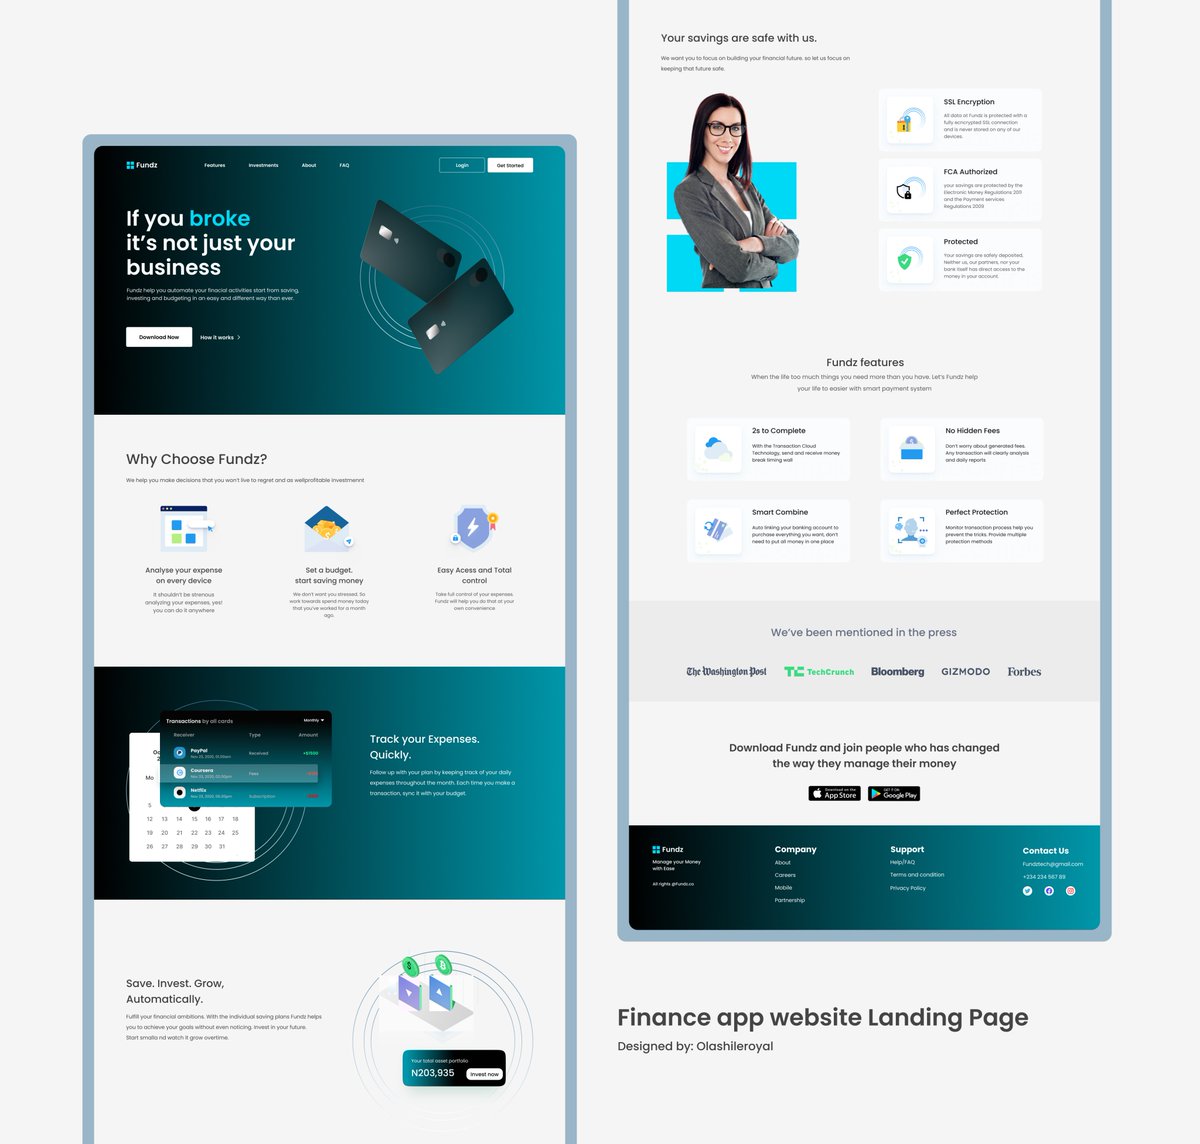 Fundz
Features
Investments
About
FAQ
Login
Get Started
If you broke
it's not just your
business
Fundz help you automate your finacial activities start from saving,
investing and budgeting in an easy and different way than ever.
Download Now
How it works
Why Choose Fundz?
We help you make decisions that you won't live to regret and as wellprofitable investmennt
Analyse your expense
on every device
It shouldn't be strenous
analyzing your expenses, yes!
you can do it anywhere
Set a budget.
start saving money
We don't want you stressed. So
work towards spend money today
that you've worked for a month
ago.
Easy Acess and Total
control
Take full control of your expenses.
Fundz will help you do that at your
own convenience
Transactions by all cards
Monthly
Receiver
Type
Amount
PayPal
Received
Coursera
Fees
Netflix
Subscription
Mo
5
12 13 14 15 16 17 18
19 20 21 22 23 24 25
26 27 28 29 30 31
Track your Expenses.
Quickly.
Follow up with your plan by keeping track of your daily
expenses throughout the month. Each time you make a
transaction, sync it with your budget.
Save. Invest. Grow,
Automatically.
Fulfill your financial ambitions. With the individual saving plans Fundz helps
you to achieve your goals without even noticing. Invest in your future.
Start smalla nd watch it grow overtime.
Your total asset portfolio
N203,935
Invest now
Your savings are safe with us.
We want you to focus on building your financial future. so let us focus on
keeping that future safe.
SSL Encryption
All data at Fundz is protected with a
fully ecncrypted SSL connection
and is never stored on any of our
devices.
FCA Authorized
your savings are protected by the
Electronic Money Regulations 2011
and the Payment services
Regulations 2009
Protected
Your savings are safely deposited,
Neither us, our partners, nor your
bank itself has direct access to the
money in your account.
Fundz features
When the life too much things you need more than you have. Let's Fundz help
your life to easier with smart payment system
2s to Complete
With the Transaction Cloud
Technology, send and receive money
break timing wall
No Hidden Fees
Don't worry about generated fees.
Any transaction will clearly analysis
and daily reports
Smart Combine
Auto linking your banking account to
purchase everything you want, don't
need to put all money in one place
Perfect Protection
Monitor transaction process help you
prevent the tricks. Provide multiple
protection methods
We've been mentioned in the press
The Washington Post
TechCrunch
Bloomberg
GIZMODO
Forbes
Download Fundz and join people who has changed
the way they manage their money
Download on the
App Store
GET IT ON
Google Play
Fundz
Manage your Money
with Ease
All rights @Fundz.co
Company
About
Careers
Mobile
Partnership
Support
Help/FAQ
Terms and condition
Privacy Policy
Contact Us
Fundztech@gmail.com
+234 234 567 89
Finance app website Landing Page
Designed by: Olashileroyal